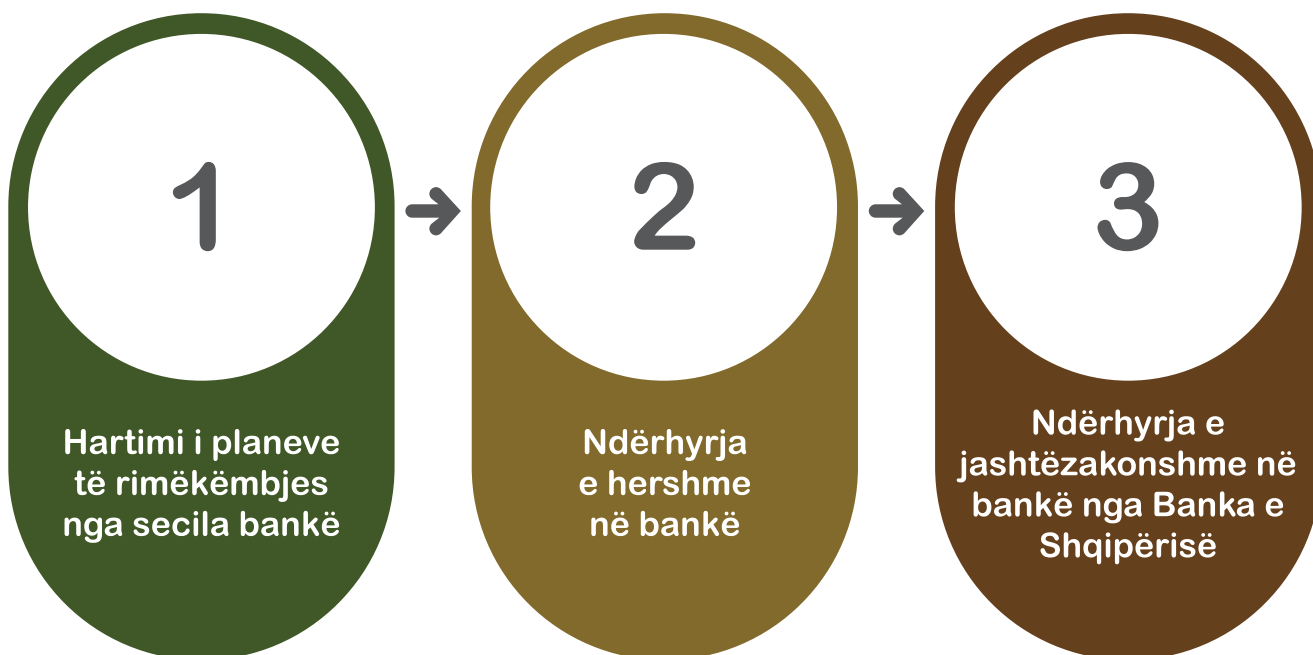 1
Hartimi i planeve
të rimëkëmbjes
nga secila bankë
2
Ndërhyrja
e hershme
në bankë
3
Ndërhyrja e
jashtëzakonshme në
bankë nga Banka e
Shqipërisë